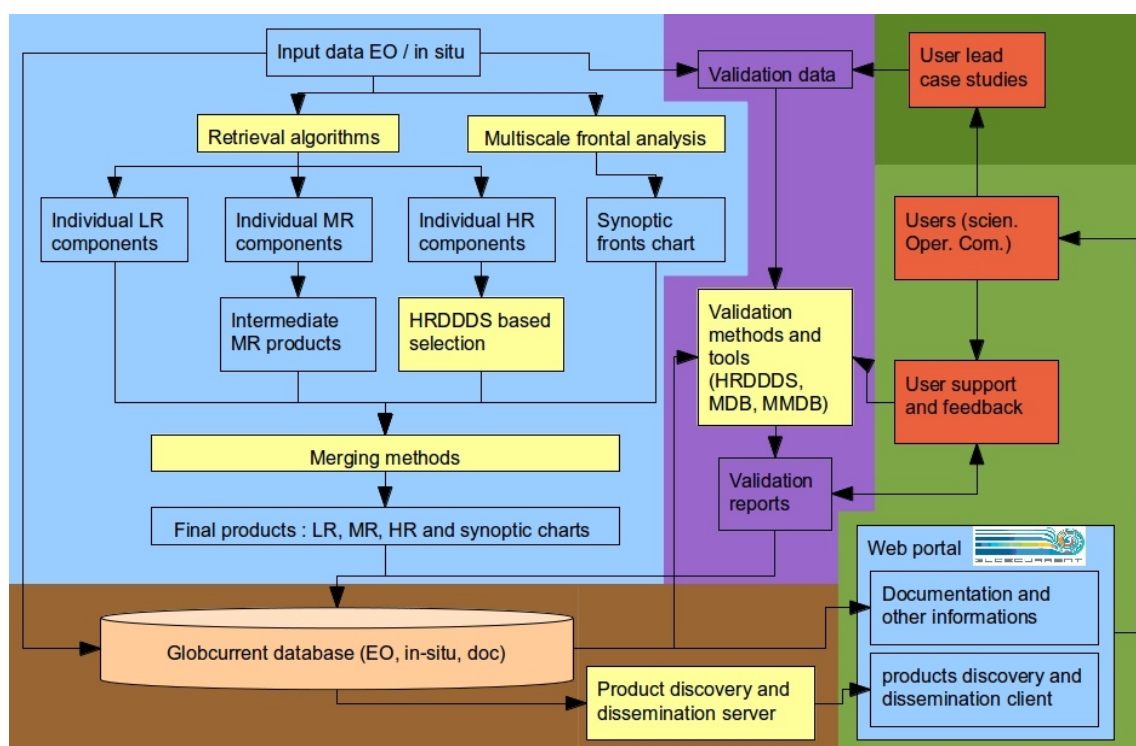 Input data EO / in situ
Validation data
User lead
case studies
Retrieval algorithms
Multiscale frontal analysis
Individual LR
components
Individual MR
components
Individual HR
components
Synoptic
fronts chart
Users (scien.
Oper. Com.)
Intermediate
MR products
HRDDDS based
selection
Validation
methods and
tools
(HRDDDS,
MDB, MMDB)
User support
and feedback
Merging methods
Validation
reports
Final products : LR, MR, HR and synoptic charts
Web portal
GLOBCURRENT
Documentation and
other informations
Globcurrent database (EO, in-situ, doc)
Product discovery and
dissemination server
products discovery and
dissemination client